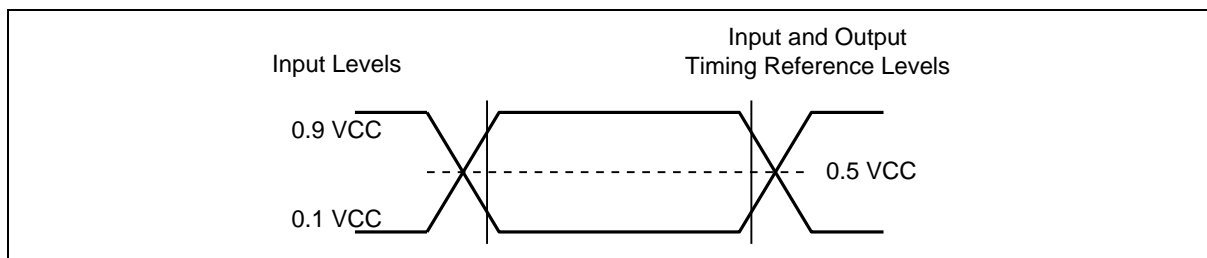 Input Levels
Input and Output
Timing Reference Levels
0.9 VCC
0.5 VCC
0.1 VCC